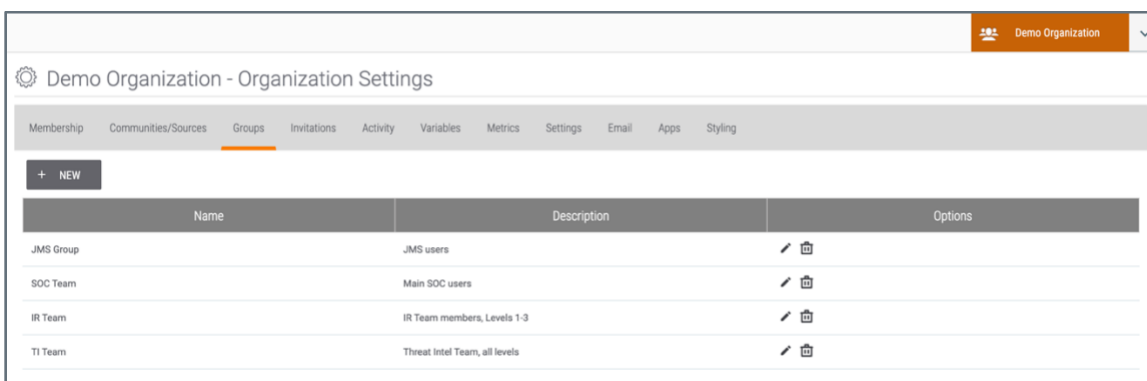 Demo Organization
Demo Organization - Organization Settings
Membership Communities/Sources Groups Invitations Activity Variables Metrics Settings Email Apps Styling
+ NEW
Name Description Options
JMS Group JMS users
SOC Team Main SOC users
IR Team IR Team members, Levels 1-3
TI Team Threat Intel Team, all levels